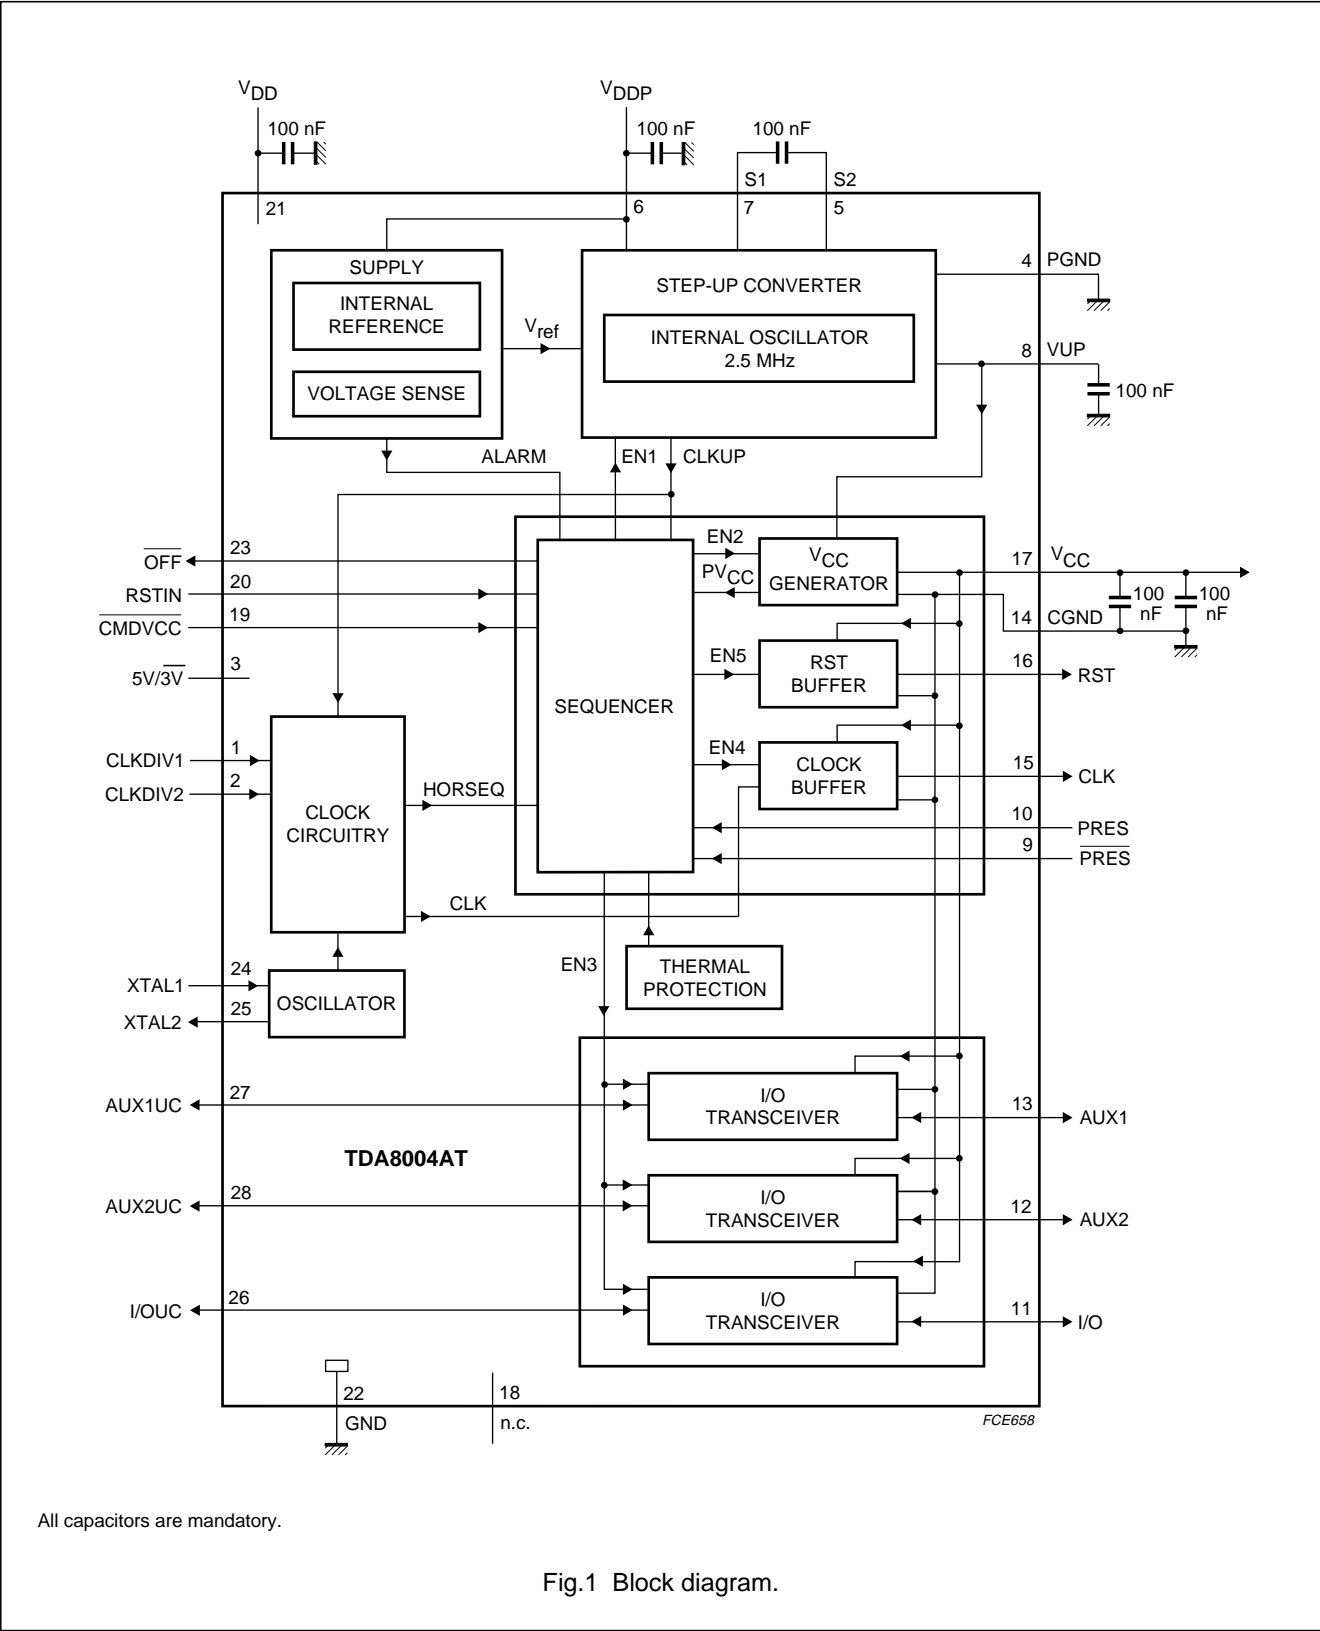 VDD
VDDP
100 nF
100 nF
100 nF
S1
S2
21
6
7
5
SUPPLY
INTERNAL
REFERENCE
VOLTAGE SENSE
Vref
STEP-UP CONVERTER
INTERNAL OSCILLATOR
2.5 MHz
4
PGND
8
VUP
100 nF
ALARM
EN1
CLKUP
OFF
23
RSTIN
20
CMDVCC
19
5V/3V
3
CLKDIV1
1
CLKDIV2
2
CLOCK
CIRCUITRY
HORSEQ
CLK
SEQUENCER
EN2
PVCC
VCC
GENERATOR
EN5
RST
BUFFER
EN4
CLOCK
BUFFER
17
VCC
100
nF
100
nF
14
CGND
16
RST
15
CLK
10
PRES
9
PRES
XTAL1
24
XTAL2
25
OSCILLATOR
EN3
THERMAL
PROTECTION
AUX1UC
27
I/O
TRANSCEIVER
13
AUX1
TDA8004AT
AUX2UC
28
I/O
TRANSCEIVER
12
AUX2
I/OUC
26
I/O
TRANSCEIVER
11
I/O
22
GND
18
n.c.
FCE658
All capacitors are mandatory.
Fig.1 Block diagram.